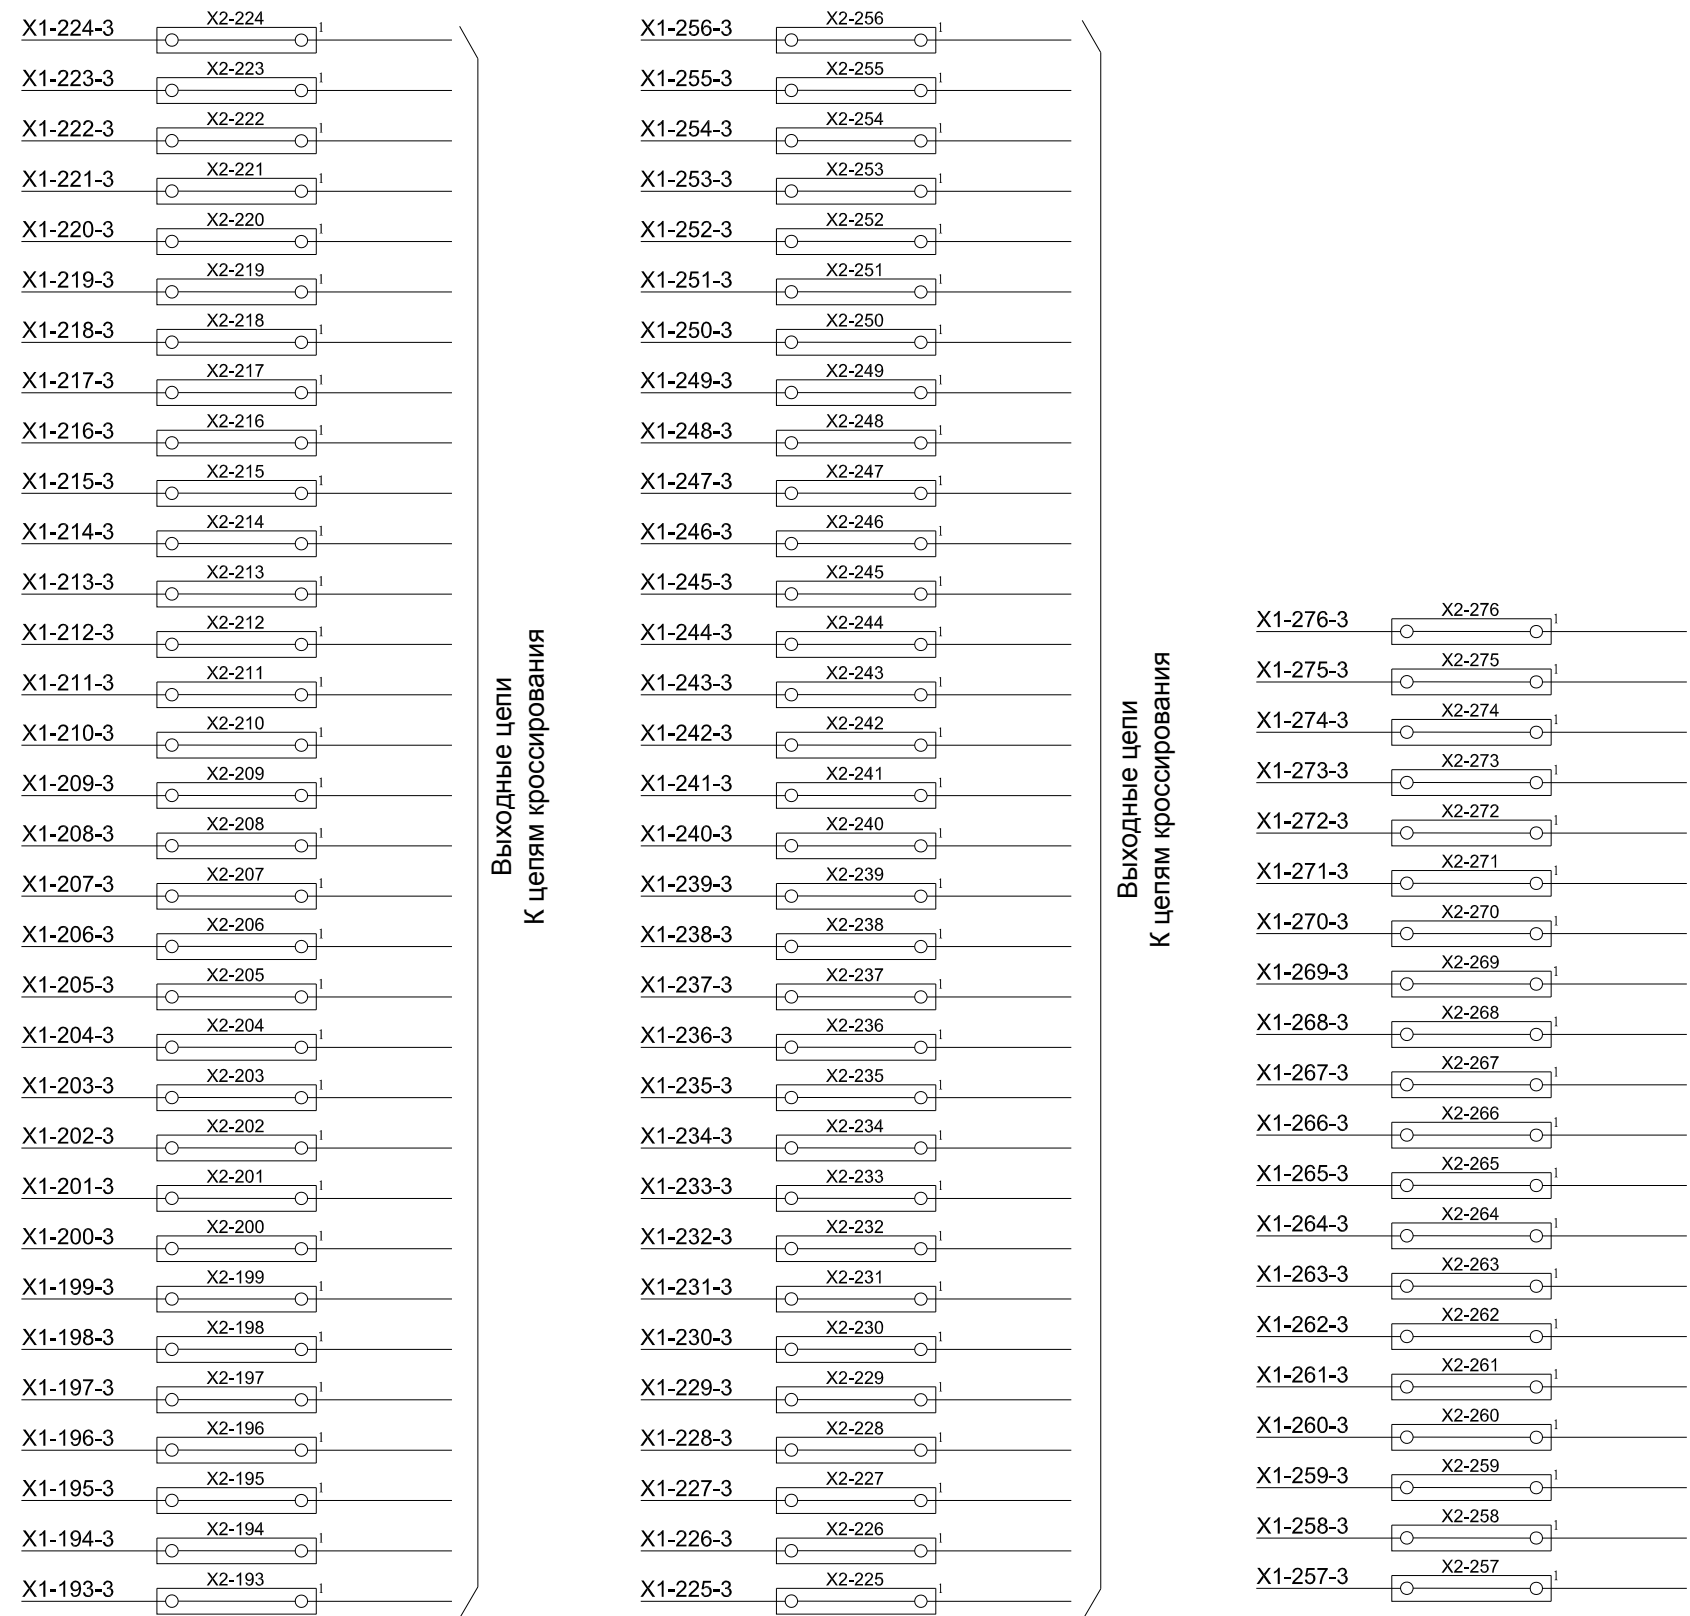 X1-224-3 X2-224 1
X1-223-3 X2-223 1
X1-222-3 X2-222 1
X1-221-3 X2-221 1
X1-220-3 X2-220 1
X1-219-3 X2-219 1
X1-218-3 X2-218 1
X1-217-3 X2-217 1
X1-216-3 X2-216 1
X1-215-3 X2-215 1
X1-214-3 X2-214 1
X1-213-3 X2-213 1
X1-212-3 X2-212 1
X1-211-3 X2-211 1
X1-210-3 X2-210 1
X1-209-3 X2-209 1
X1-208-3 X2-208 1
X1-207-3 X2-207 1
X1-206-3 X2-206 1
X1-205-3 X2-205 1
X1-204-3 X2-204 1
X1-203-3 X2-203 1
X1-202-3 X2-202 1
X1-201-3 X2-201 1
X1-200-3 X2-200 1
X1-199-3 X2-199 1
X1-198-3 X2-198 1
X1-197-3 X2-197 1
X1-196-3 X2-196 1
X1-195-3 X2-195 1
X1-194-3 X2-194 1
X1-193-3 X2-193 1
Выходные цепи
К цепям кроссирования
X1-256-3 X2-256 1
X1-255-3 X2-255 1
X1-254-3 X2-254 1
X1-253-3 X2-253 1
X1-252-3 X2-252 1
X1-251-3 X2-251 1
X1-250-3 X2-250 1
X1-249-3 X2-249 1
X1-248-3 X2-248 1
X1-247-3 X2-247 1
X1-246-3 X2-246 1
X1-245-3 X2-245 1
X1-244-3 X2-244 1
X1-243-3 X2-243 1
X1-242-3 X2-242 1
X1-241-3 X2-241 1
X1-240-3 X2-240 1
X1-239-3 X2-239 1
X1-238-3 X2-238 1
X1-237-3 X2-237 1
X1-236-3 X2-236 1
X1-235-3 X2-235 1
X1-234-3 X2-234 1
X1-233-3 X2-233 1
X1-232-3 X2-232 1
X1-231-3 X2-231 1
X1-230-3 X2-230 1
X1-229-3 X2-229 1
X1-228-3 X2-228 1
X1-227-3 X2-227 1
X1-226-3 X2-226 1
X1-225-3 X2-225 1
Выходные цепи
К цепям кроссирования
X1-276-3 X2-276 1
X1-275-3 X2-275 1
X1-274-3 X2-274 1
X1-273-3 X2-273 1
X1-272-3 X2-272 1
X1-271-3 X2-271 1
X1-270-3 X2-270 1
X1-269-3 X2-269 1
X1-268-3 X2-268 1
X1-267-3 X2-267 1
X1-266-3 X2-266 1
X1-265-3 X2-265 1
X1-264-3 X2-264 1
X1-263-3 X2-263 1
X1-262-3 X2-262 1
X1-261-3 X2-261 1
X1-260-3 X2-260 1
X1-259-3 X2-259 1
X1-258-3 X2-258 1
X1-257-3 X2-257 1